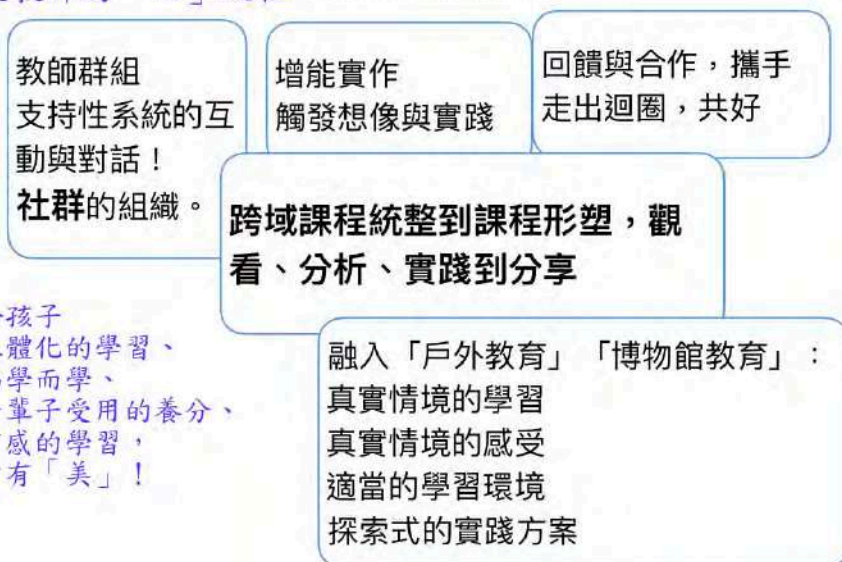 教師群組
支持性系統的互
動與對話！
社群的組織。
增能實作
觸發想像與實踐
回饋與合作，攜手
走出迴圈，共好
跨域課程統整到課程形塑，觀
看、分析、實踐到分享
孩子
體化的學習、
學而學、
輩子受用的養分、
感的學習，
有「美」！
融入「戶外教育」「博物館教育」：
真實情境的學習
真實情境的感受
適當的學習環境
探索式的實踐方案